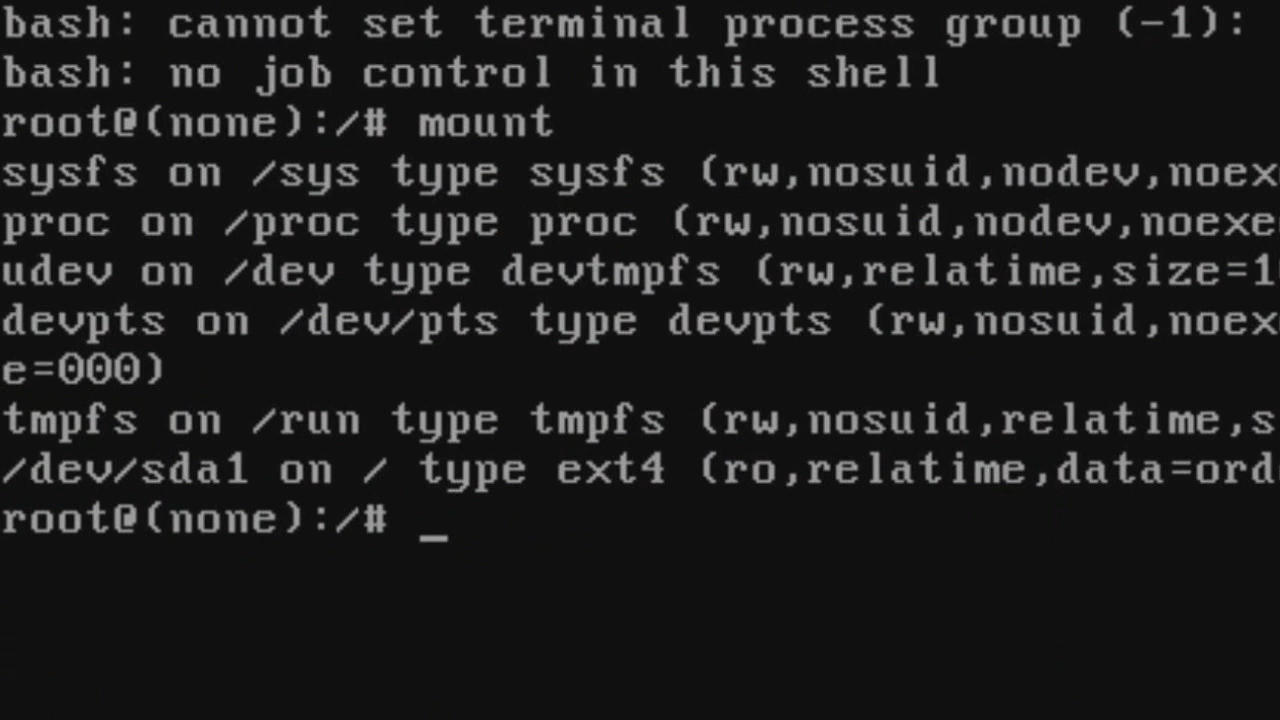 bash: cannot set terminal process group (-1):
bash: no job control in this shell
root@(none):/# mount
sysfs on /sys type sysfs (rw,nosuid,nodev,noex
proc on /proc type proc (rw,nosuid,nodev,noexe
udev on /dev type devtmpfs (rw,relatime,size=1
devpts on /dev/pts type devpts (rw,nosuid,noex
e=000)
tmpfs on /run type tmpfs (rw,nosuid,relatime,s
/dev/sda1 on / type ext4 (ro,relatime,data=ord
root@(none):/# _